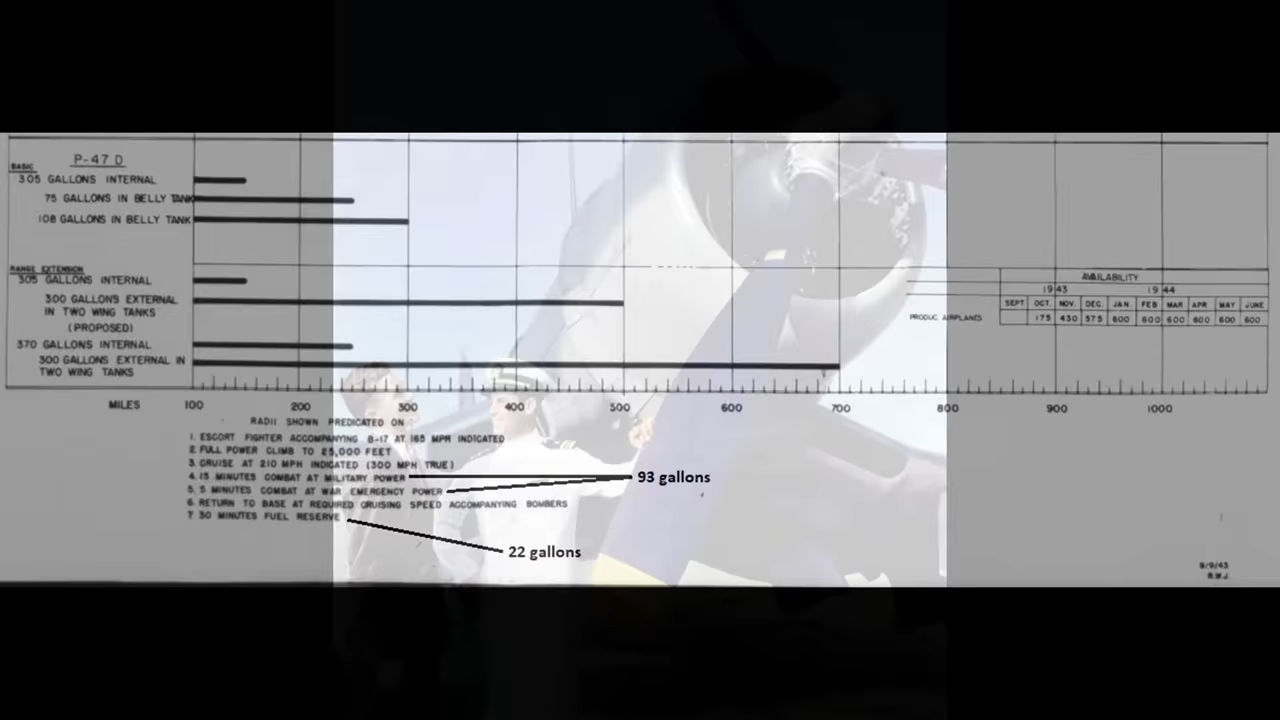 P-47 D
BASIC
305 GALLONS INTERNAL
75 GALLONS IN BELLY TANK
108 GALLONS IN BELLY TANK
RANGE EXTENSION
305 GALLONS INTERNAL
300 GALLONS EXTERNAL
IN TWO WING TANKS
(PROPOSED)
370 GALLONS INTERNAL
300 GALLONS EXTERNAL IN
TWO WING TANKS
AVAILABILITY
1943 1944
SEPT OCT. NOV. DEC. JAN. FEB MAR APR MAY JUNE
PRODUC AIRPLANES 175 430 575 600 600 600 600 600 600
MILES 100 200 300 400 500 600 700 800 900 1000
RADII SHOWN PREDICATED ON
1. ESCORT FIGHTER ACCOMPANYING B-17 AT 165 MPR INDICATED
2 FULL POWER CLIMB TO 25,000 FEET
3. CRUISE AT 210 MPH INDICATED (300 MPH TRUE)
4. 15 MINUTES COMBAT AT MILITARY POWER
93 gallons
5. 5 MINUTES COMBAT AT WAR EMERGENCY POWER
6 RETURN TO BASE AT REQUIRED CRUISING SPEED ACCOMPANYING BOMBERS
7 30 MINUTES FUEL RESERVE
22 gallons
9/9/43
R.W.J.